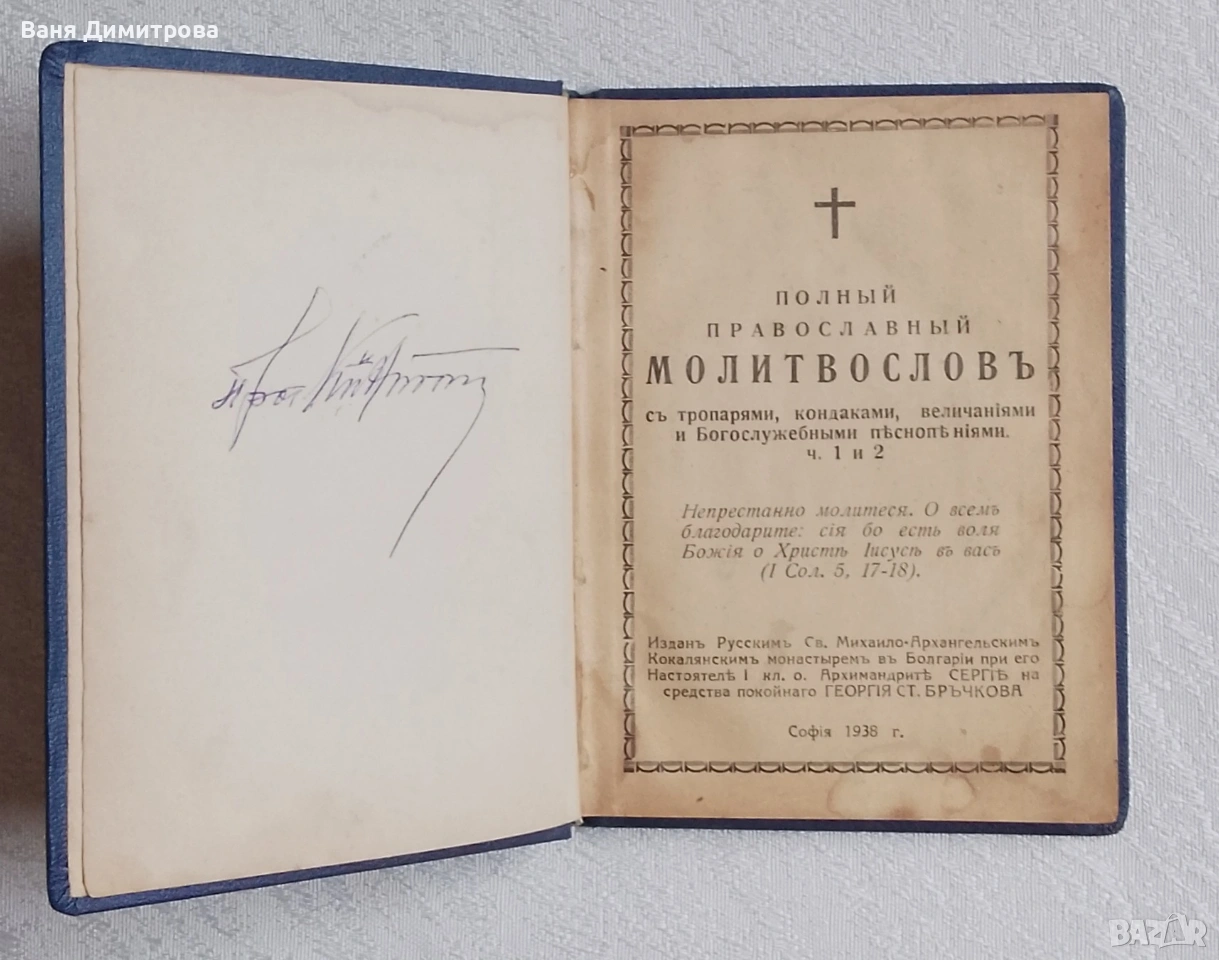 Ваня Димитрова
ПОЛНЫЙ
ПРАВОСЛАВНЫЙ
МОЛИТВОСЛОВЪ
съ тропарями, кондаками, величаніями
и Богослужебными пѣснопѣніями.
ч. 1 и 2
Непрестанно молитеся. О всемъ
благодарите: сія бо есть воля
Божія о Христѣ Іисусѣ въ васъ
(I Сол. 5, 17-18).
Изданъ Русскимъ Св. Михаило-Архангельскимъ
Кокалянскимъ монастыремъ въ Болгаріи при его
Настоятелѣ I кл. о. Архимандритѣ СЕРГІѢ на
средства покойнаго ГЕОРГІЯ СТ. БРЪЧКОВА
Софія 1938 г.
BAZAR